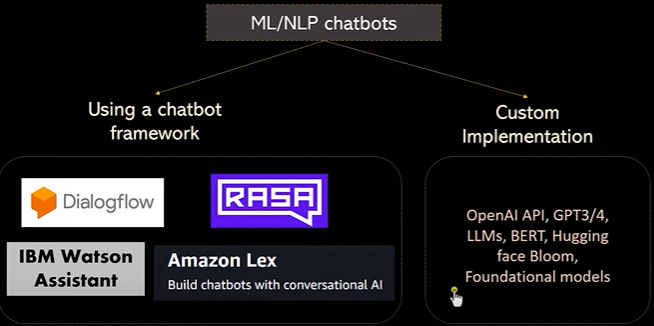 ML/NLP chatbots
Using a chatbot
framework
Custom
Implementation
Dialogflow
RASA
IBM Watson
Assistant
Amazon Lex
Build chatbots with conversational AI
OpenAI API, GPT3/4,
LLMs, BERT, Hugging
face Bloom,
Foundational models